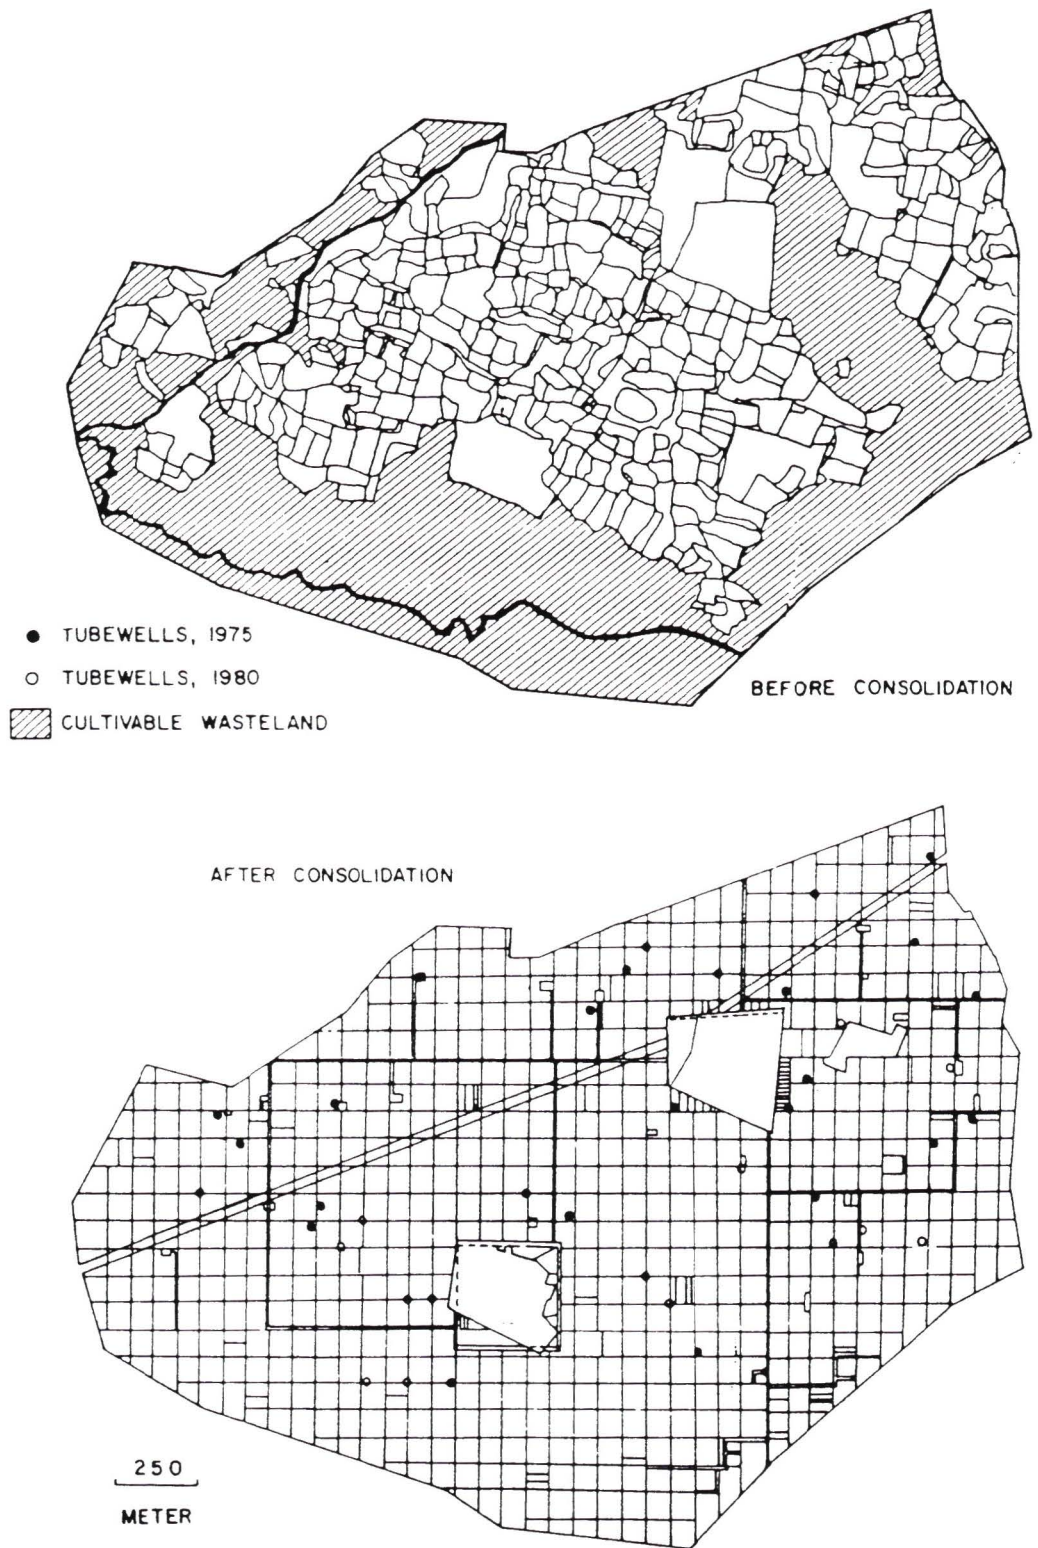 TUBEWELLS, 1975
TUBEWELLS, 1980
CULTIVABLE WASTELAND
BEFORE CONSOLIDATION
AFTER CONSOLIDATION
250
METER